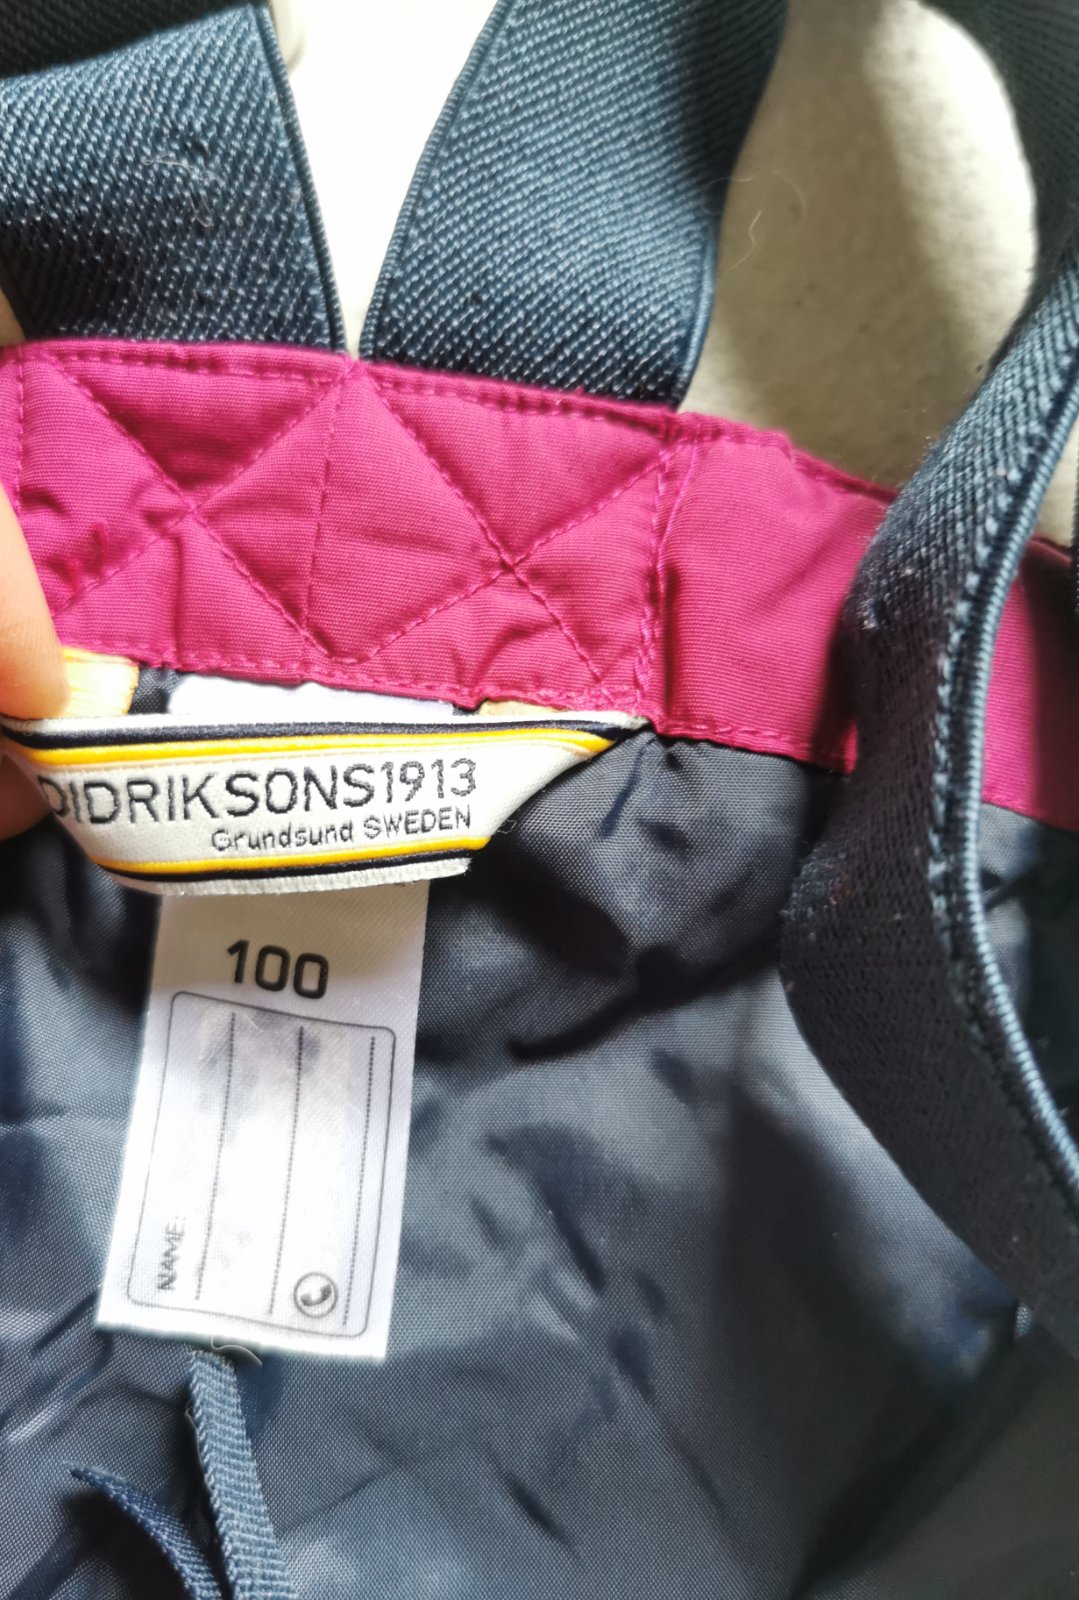 DIDRIKSONS1913
Grundsund SWEDEN
100
NAME: